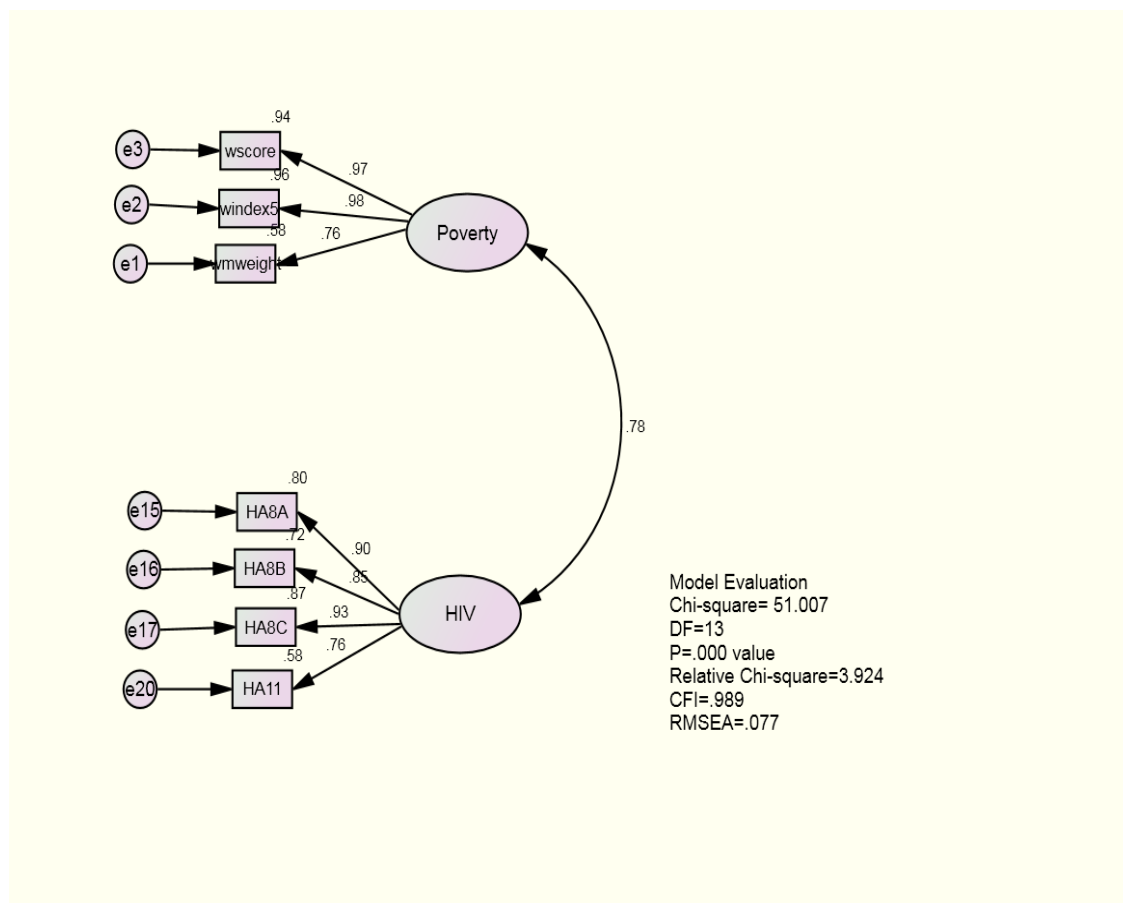 .94
e3
wscore
.97
.96
e2
windex5
.98
.58
e1
wmweight
.76
Poverty
.78
.80
e15
HA8A
.90
.72
e16
HA8B
.85
.87
e17
HA8C
.93
.58
e20
HA11
.76
HIV
Model Evaluation
Chi-square= 51.007
DF=13
P=.000 value
Relative Chi-square=3.924
CFI=.989
RMSEA=.077